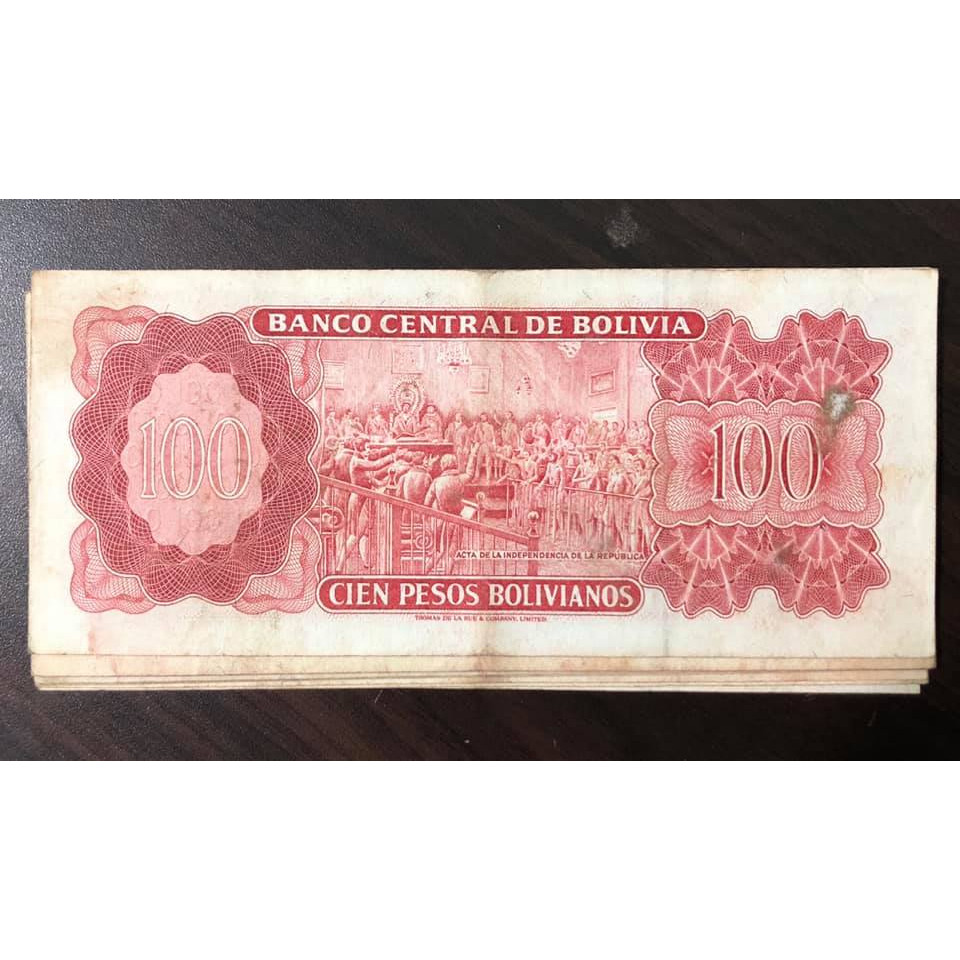 BANCO CENTRAL DE BOLIVIA
100
100
ACTA DE LA INDEPENDENCIA DE LA REPUBLICA
CIEN PESOS BOLIVIANOS
THOMAS DE LA RUE & COMPANY, LIMITED.